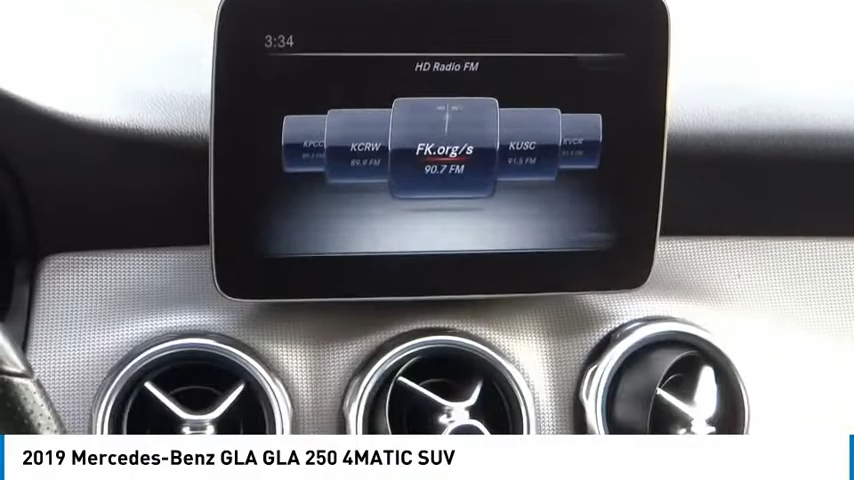 3:34
HD Radio FM
KPCC KCRW FK.org/s KUSC KVCR
89.9 FM 90.7 FM 91.5 FM
2019 Mercedes-Benz GLA GLA 250 4MATIC SUV